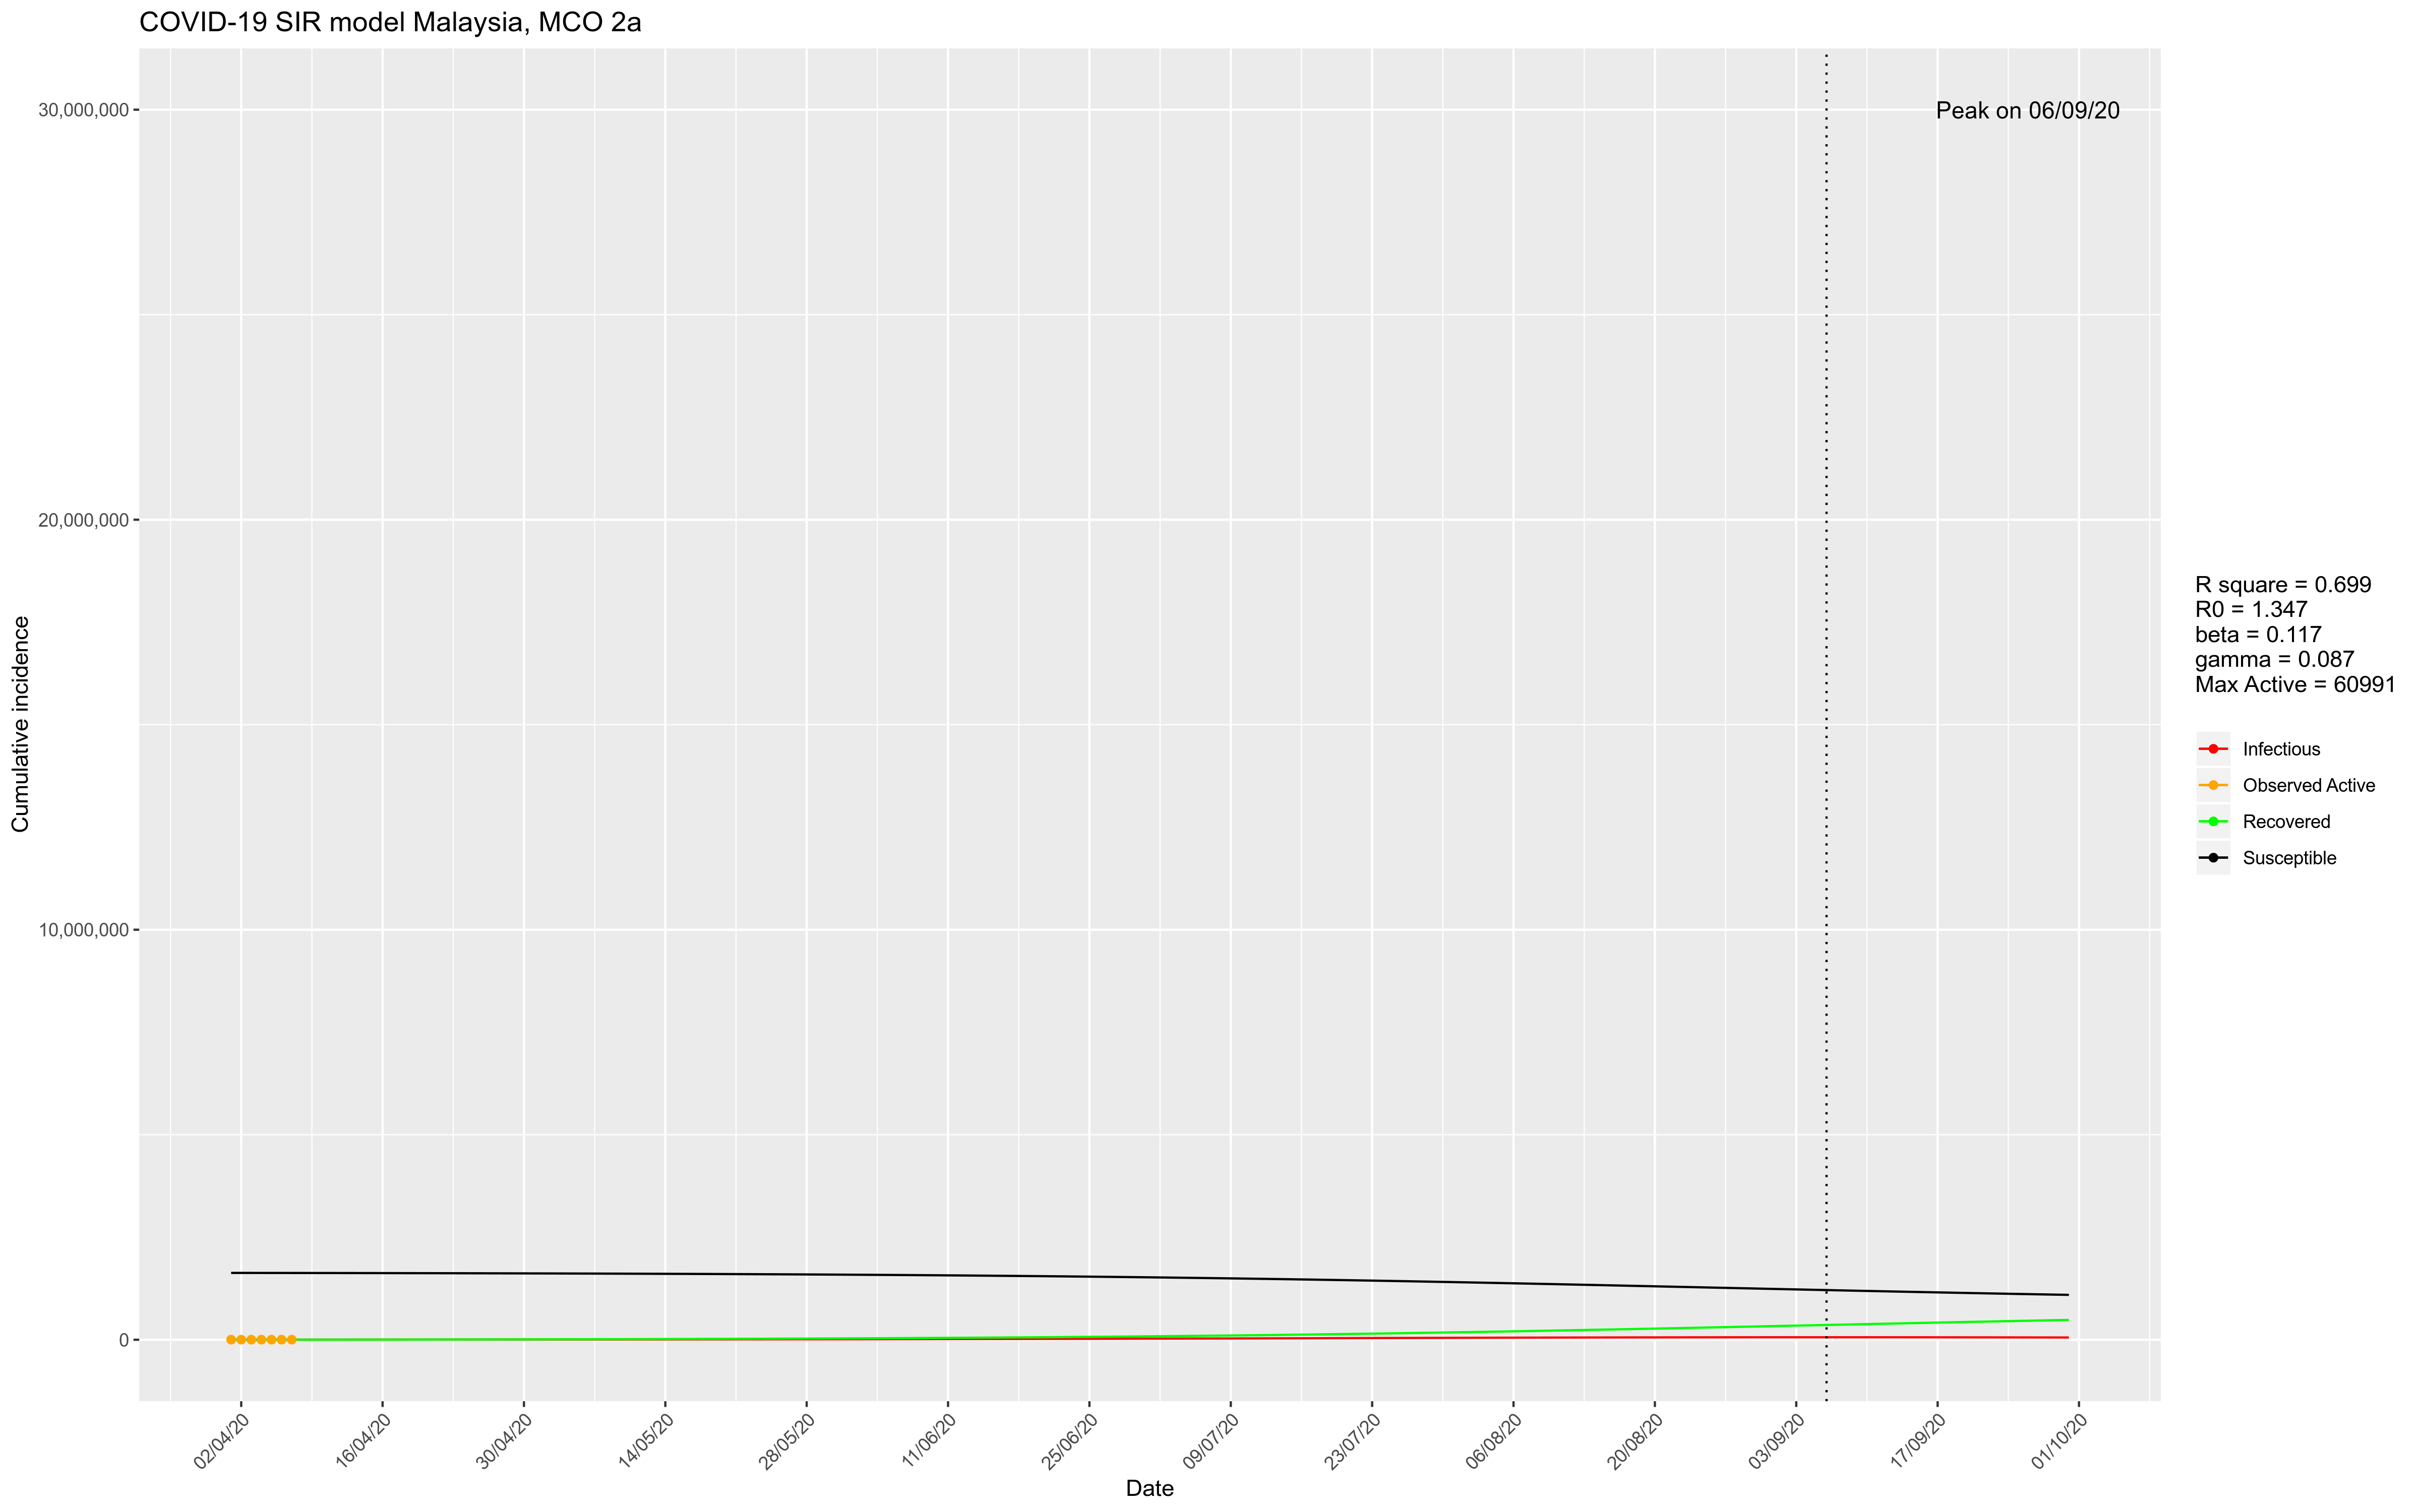 COVID-19 SIR model Malaysia, MCO 2a
Peak on 06/09/20
30,000,000
20,000,000
10,000,000
0
Cumulative incidence
02/04/20
16/04/20
30/04/20
14/05/20
28/05/20
11/06/20
25/06/20
09/07/20
23/07/20
06/08/20
20/08/20
03/09/20
17/09/20
01/10/20
Date
R square = 0.699
R0 = 1.347
beta = 0.117
gamma = 0.087
Max Active = 60991
Infectious
Observed Active
Recovered
Susceptible